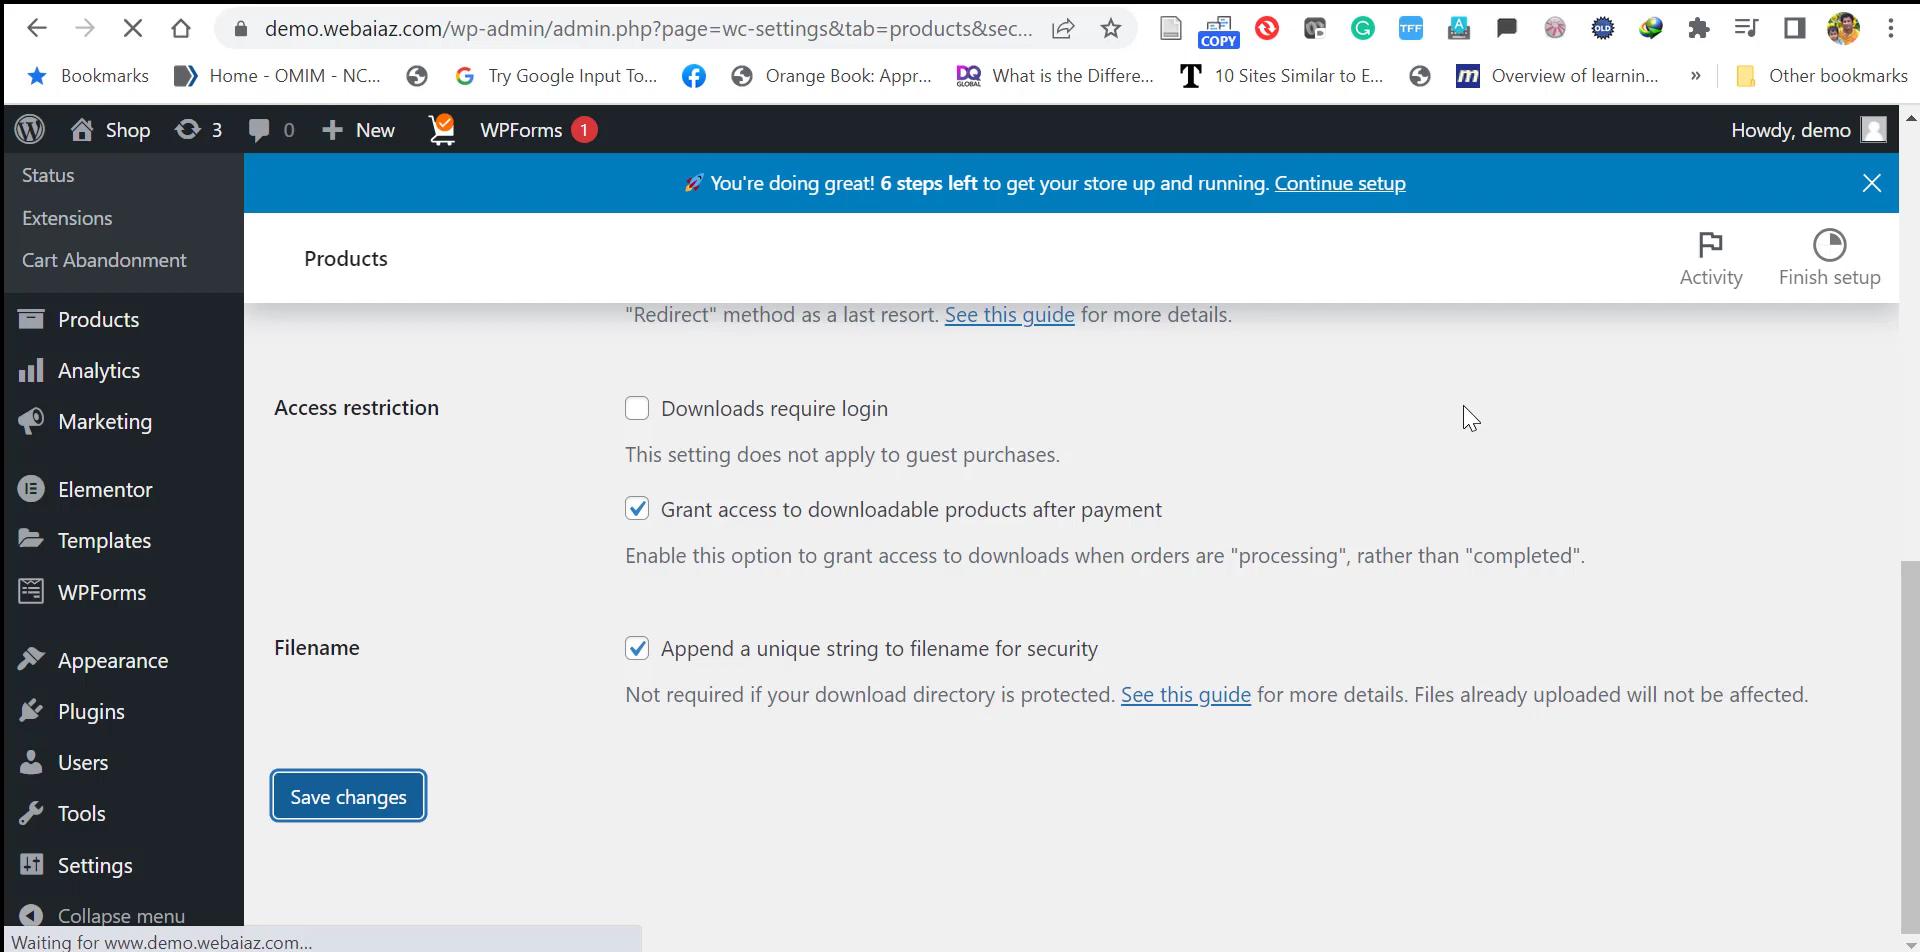 demo.webaiaz.com/wp-admin/admin.php?page=wc-settings&tab=products&sec...
COPY
TFF
A
OLD
Bookmarks
Home - OMIM - NC...
Try Google Input To...
Orange Book: Appr...
DQ GLOBAL
What is the Differe...
T
10 Sites Similar to E...
m
Overview of learnin...
»
Other bookmarks
Shop
3
0
New
WPForms
1
Howdy, demo
Status
Extensions
Cart Abandonment
Products
Analytics
Marketing
Elementor
Templates
WPForms
Appearance
Plugins
Users
Tools
Settings
Collapse menu
🚀 You're doing great! 6 steps left to get your store up and running. Continue setup
Products
Activity
Finish setup
"Redirect" method as a last resort. See this guide for more details.
Access restriction
Downloads require login
This setting does not apply to guest purchases.
Grant access to downloadable products after payment
Enable this option to grant access to downloads when orders are "processing", rather than "completed".
Filename
Append a unique string to filename for security
Not required if your download directory is protected. See this guide for more details. Files already uploaded will not be affected.
Save changes
Waiting for www.demo.webaiaz.com...